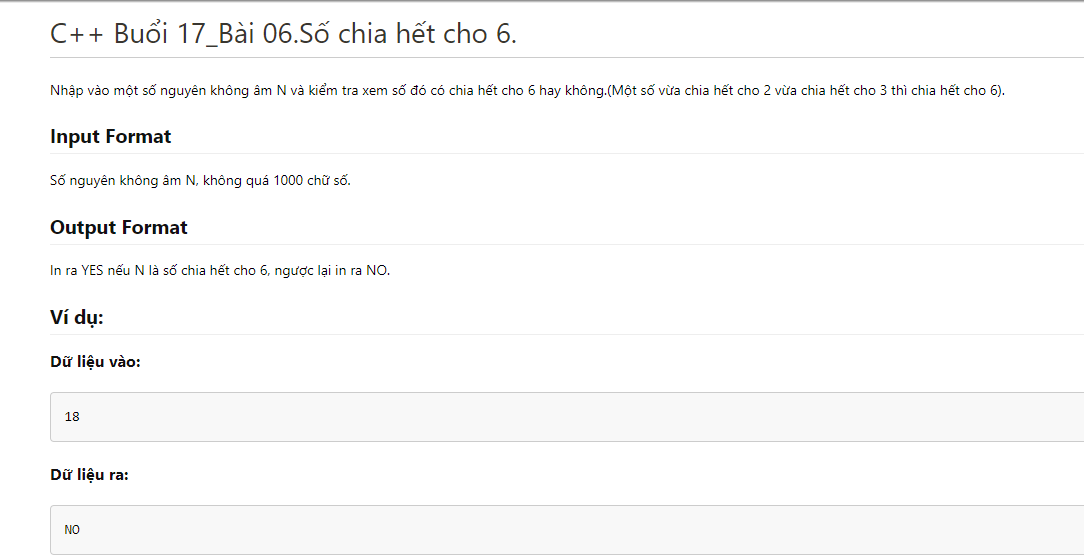 C++ Buổi 17_Bài 06.Số chia hết cho 6.
Nhập vào một số nguyên không âm N và kiểm tra xem số đó có chia hết cho 6 hay không.(Một số vừa chia hết cho 2 vừa chia hết cho 3 thì chia hết cho 6).
Input Format
Số nguyên không âm N, không quá 1000 chữ số.
Output Format
In ra YES nếu N là số chia hết cho 6, ngược lại in ra NO.
Ví dụ:
Dữ liệu vào:
18
Dữ liệu ra:
NO